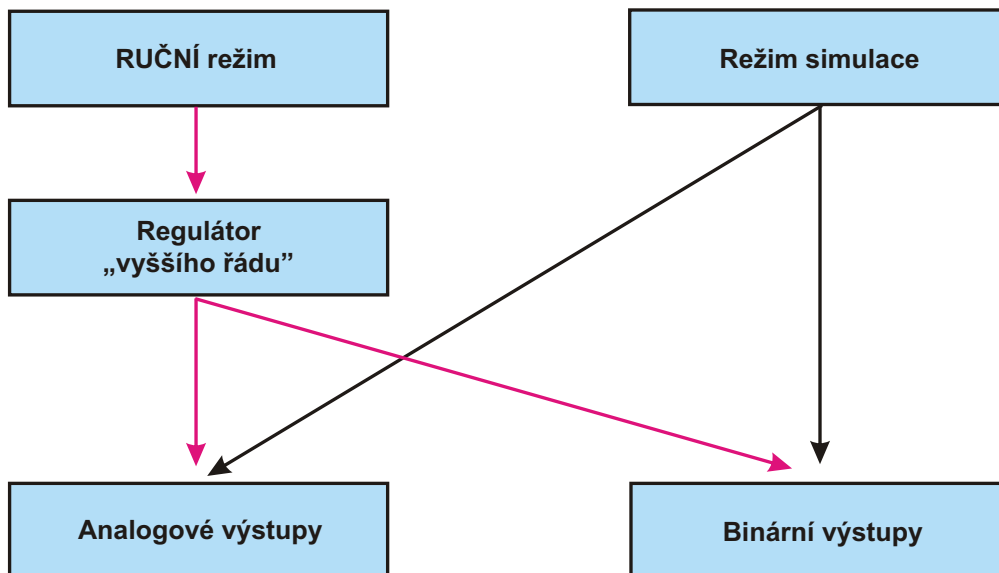 RUČNÍ režim
Režim simulace
Regulátor
„vyššího řádu”
Analogové výstupy
Binární výstupy